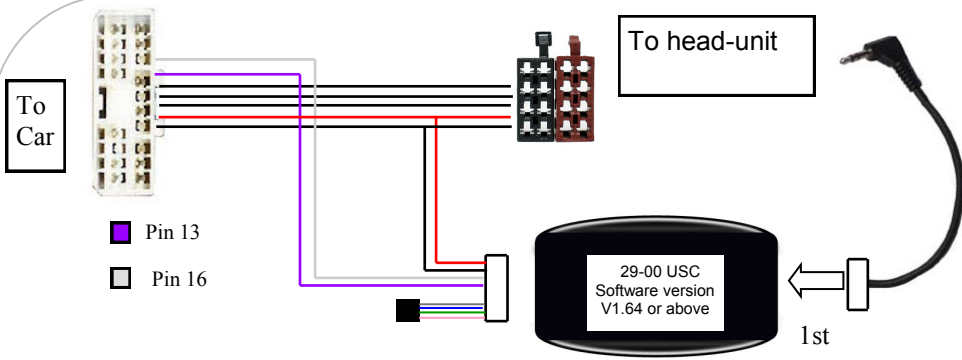 To head-unit
To
Car
Pin 13
Pin 16
29-00 USC
Software version
V1.64 or above
1st